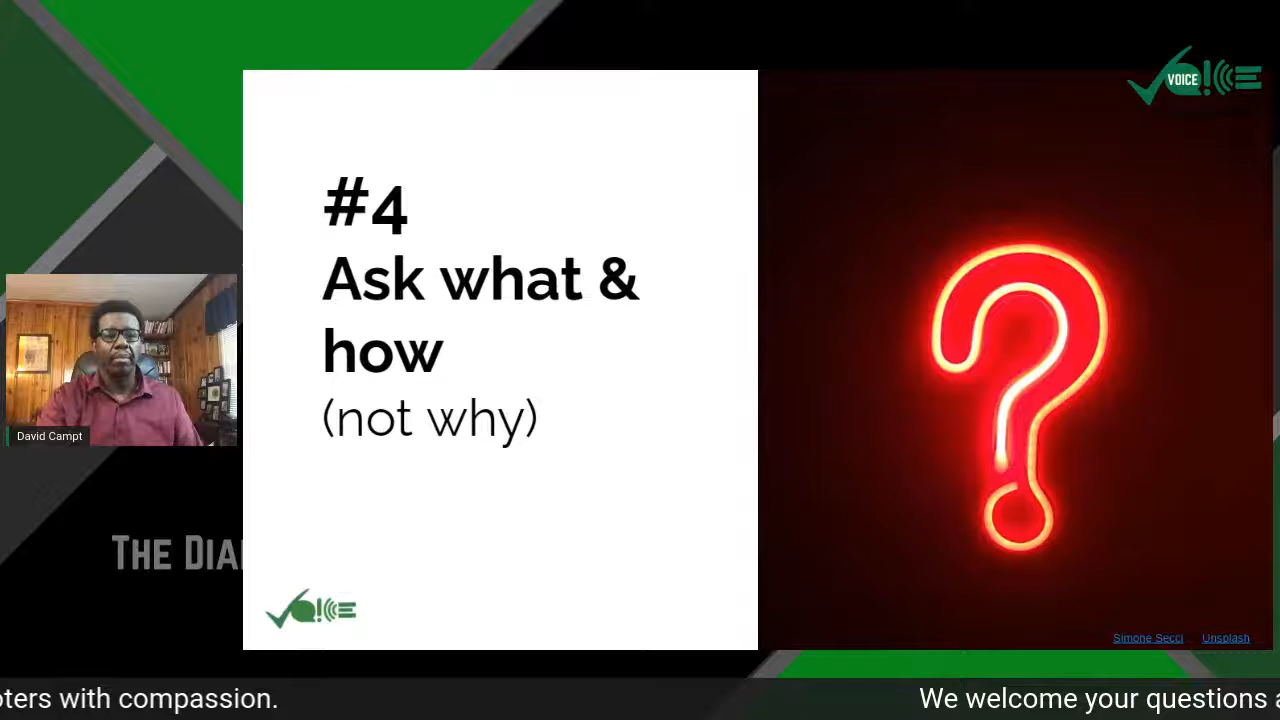 VOICE
#4
Ask what &
how
(not why)
David Campt
THE DIA
Simone Secci Unsplash
oters with compassion.
We welcome your questions a